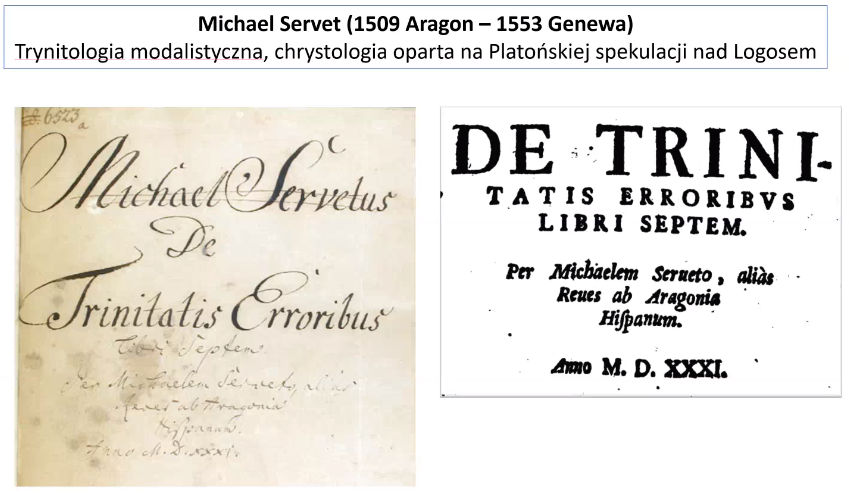 Michael Servet (1509 Aragon – 1553 Genewa)
Trynitologia modalistyczna, chrystologia oparta na Platońskiej spekulacji nad Logosem
6523
a
Michael Servetus
De
Trinitatis Erroribus
Libri Septem
Per Michaelem Serveto, alias
Reves ab Aragonia
Hispanum.
Anno M.D.xxxi.
DE TRINI-
TATIS ERRORIBVS
LIBRI SEPTEM.
Per Michaelem Serueto, aliàs
Reues ab Aragonia
Hiſpanum.
Anno M. D. XXXI.